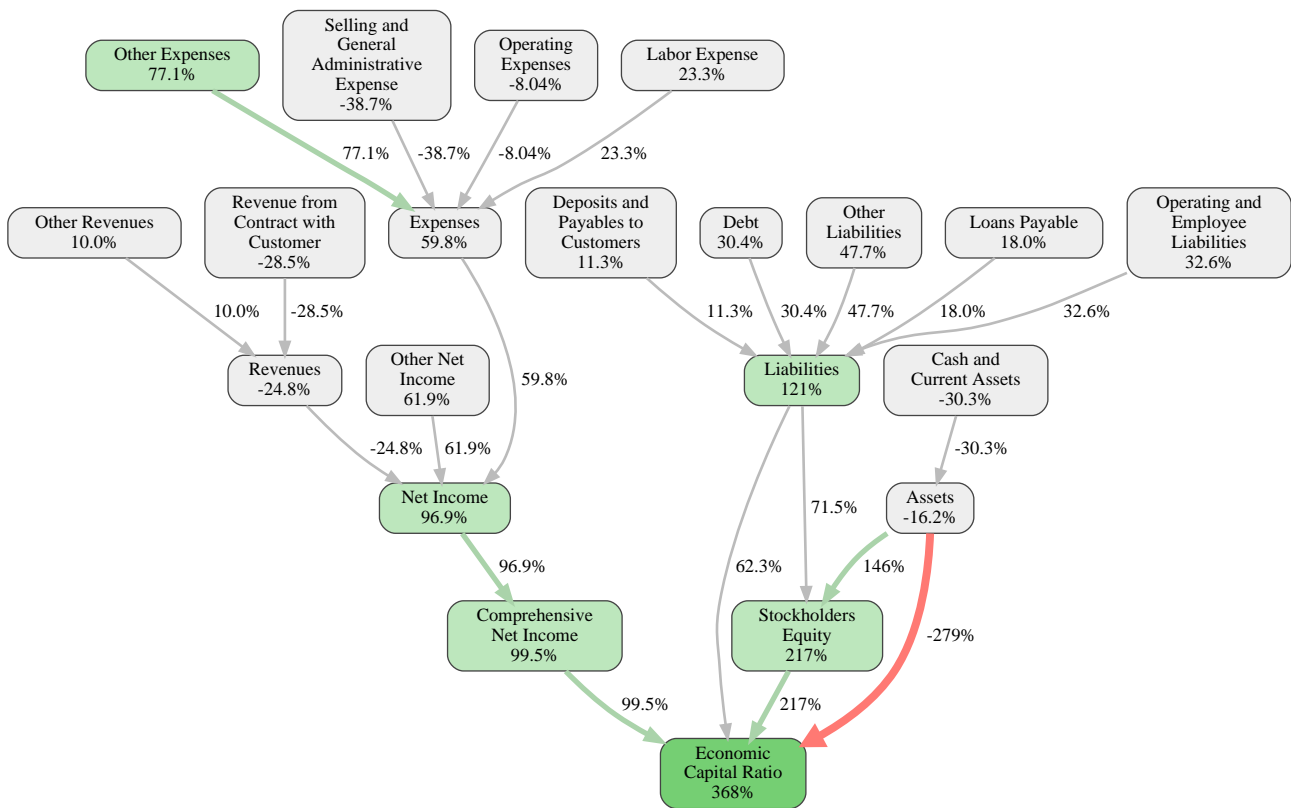 Other Expenses
77.1%
Selling and
General
Administrative
Expense
-38.7%
Operating
Expenses
-8.04%
Labor Expense
23.3%
77.1%
-38.7%
-8.04%
23.3%
Other Revenues
10.0%
Revenue from
Contract with
Customer
-28.5%
Expenses
59.8%
Deposits and
Payables to
Customers
11.3%
Debt
30.4%
Other
Liabilities
47.7%
Loans Payable
18.0%
Operating and
Employee
Liabilities
32.6%
10.0%
-28.5%
11.3%
30.4%
47.7%
18.0%
32.6%
Revenues
-24.8%
Other Net
Income
61.9%
59.8%
Liabilities
121%
Cash and
Current Assets
-30.3%
-24.8%
61.9%
-30.3%
Net Income
96.9%
71.5%
Assets
-16.2%
96.9%
62.3%
146%
Comprehensive
Net Income
99.5%
Stockholders
Equity
217%
-279%
99.5%
217%
Economic
Capital Ratio
368%